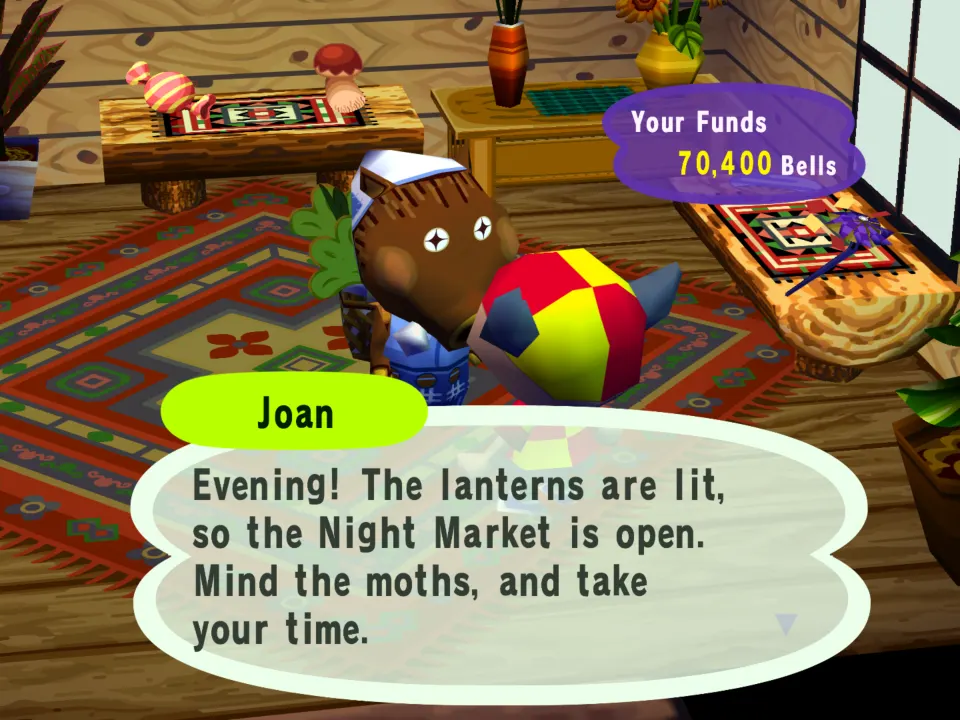 Your Funds
70,400 Bells
Joan
Evening! The lanterns are lit,
so the Night Market is open.
Mind the moths, and take
your time.